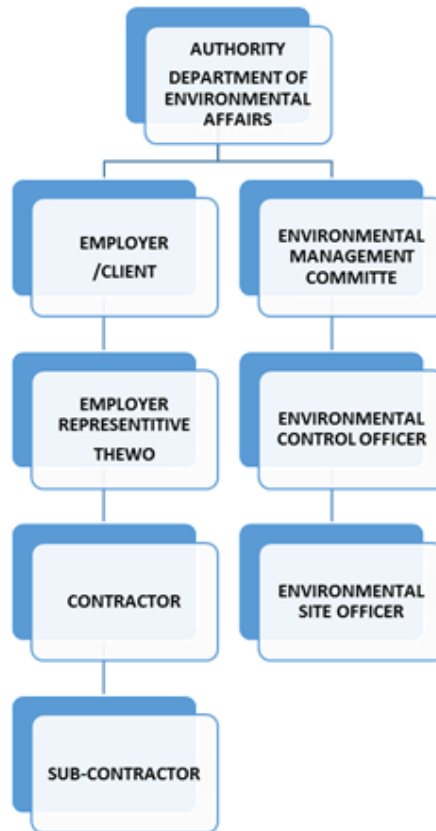 AUTHORITY
DEPARTMENT OF
ENVIRONMENTAL
AFFAIRS
EMPLOYER
/CLIENT
ENVIRONMENTAL
MANAGEMENT
COMMITTE
EMPLOYER
REPRESENTITIVE
THEWO
ENVIRONMENTAL
CONTROL OFFICER
CONTRACTOR
ENVIRONMENTAL
SITE OFFICER
SUB-CONTRACTOR